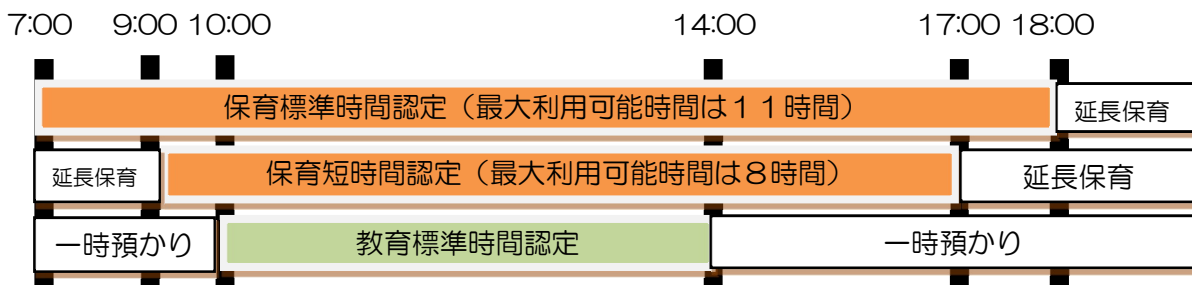 7:00 9:00 10:00 14:00 17:00 18:00
保育標準時間認定（最大利用可能時間は１１時間） 延長保育
延長保育 保育短時間認定（最大利用可能時間は８時間） 延長保育
一時預かり 教育標準時間認定 一時預かり